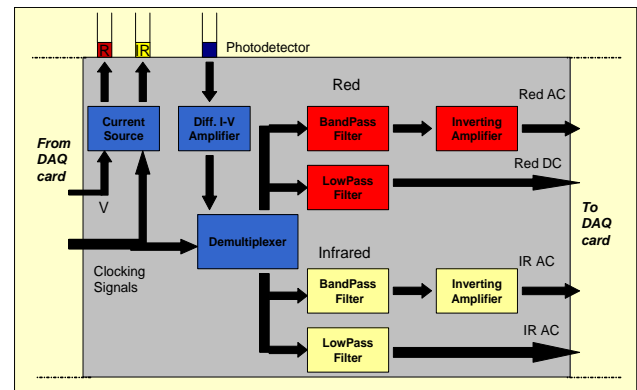 R IR
Photodetector
Red
Red AC
Current
Source
Diff. I-V
Amplifier
BandPass
Filter
Inverting
Amplifier
From
DAQ
card
Red DC
LowPass
Filter
V
To
DAQ
card
Demultiplexer
Infrared
IR AC
Clocking
Signals
BandPass
Filter
Inverting
Amplifier
IR AC
LowPass
Filter